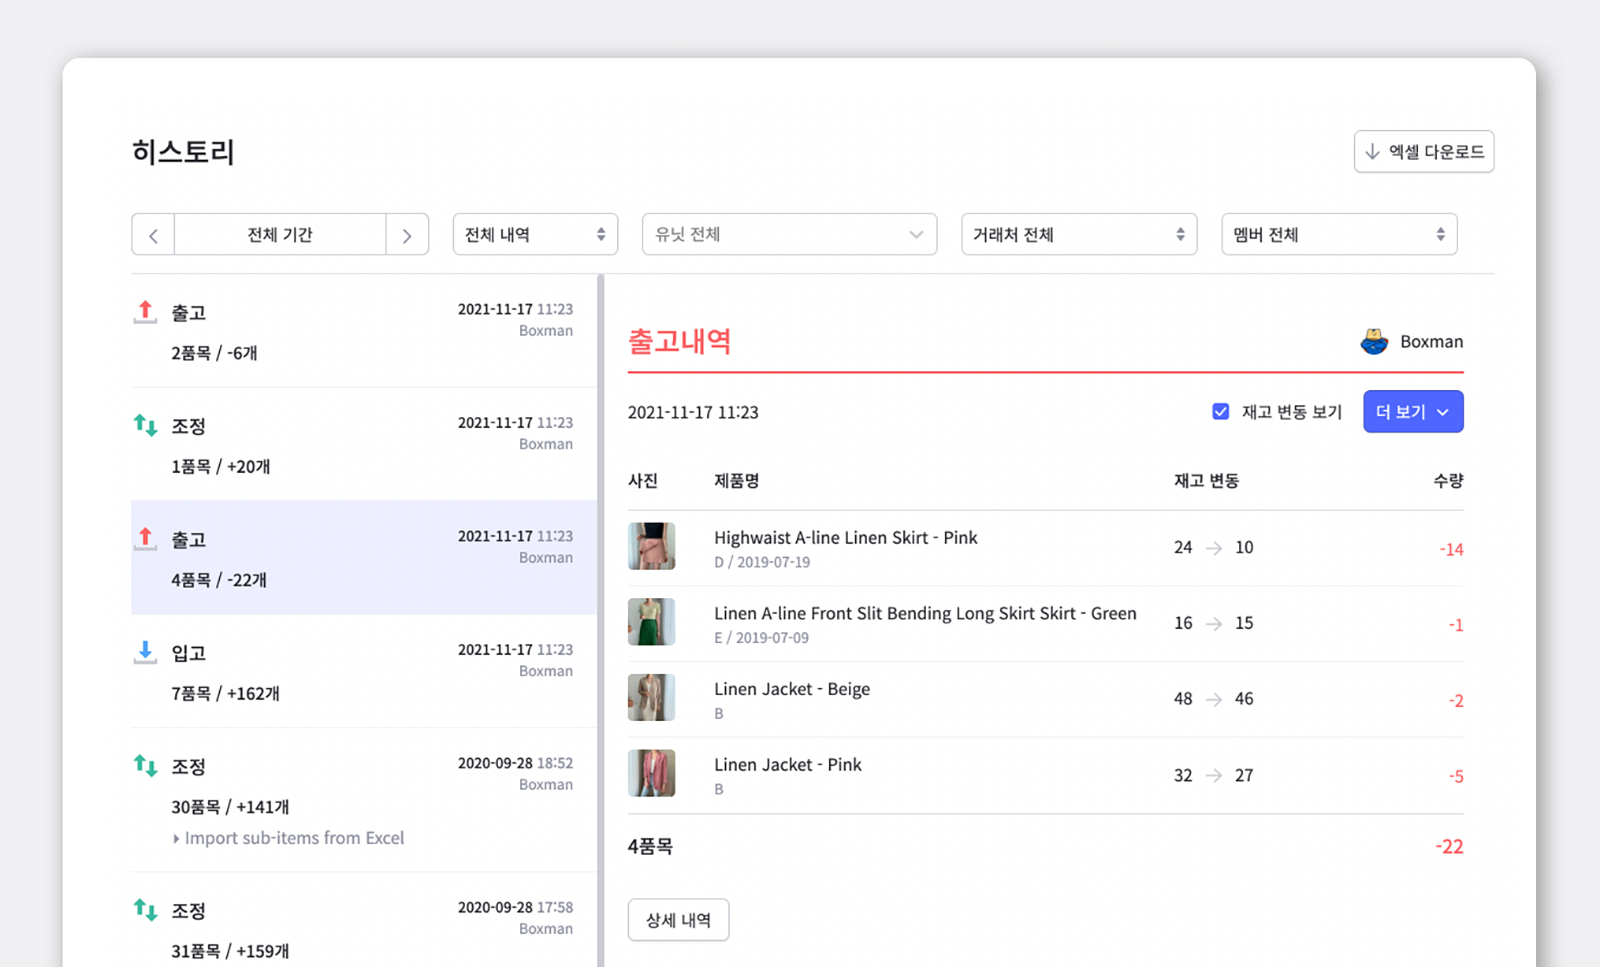 히스토리
엑셀 다운로드
전체 기간
전체 내역
유닛 전체
거래처 전체
멤버 전체
출고
2021-11-17 11:23
Boxman
2품목 / -6개
조정
2021-11-17 11:23
Boxman
1품목 / +20개
출고
2021-11-17 11:23
Boxman
4품목 / -22개
입고
2021-11-17 11:23
Boxman
7품목 / +162개
조정
2020-09-28 18:52
Boxman
30품목 / +141개
Import sub-items from Excel
조정
2020-09-28 17:58
Boxman
31품목 / +159개
출고내역
Boxman
2021-11-17 11:23
재고 변동 보기
더 보기
사진 제품명 재고 변동 수량
Highwaist A-line Linen Skirt - Pink
D / 2019-07-19
24 → 10
-14
Linen A-line Front Slit Bending Long Skirt Skirt - Green
E / 2019-07-09
16 → 15
-1
Linen Jacket - Beige
B
48 → 46
-2
Linen Jacket - Pink
B
32 → 27
-5
4품목
-22
상세 내역